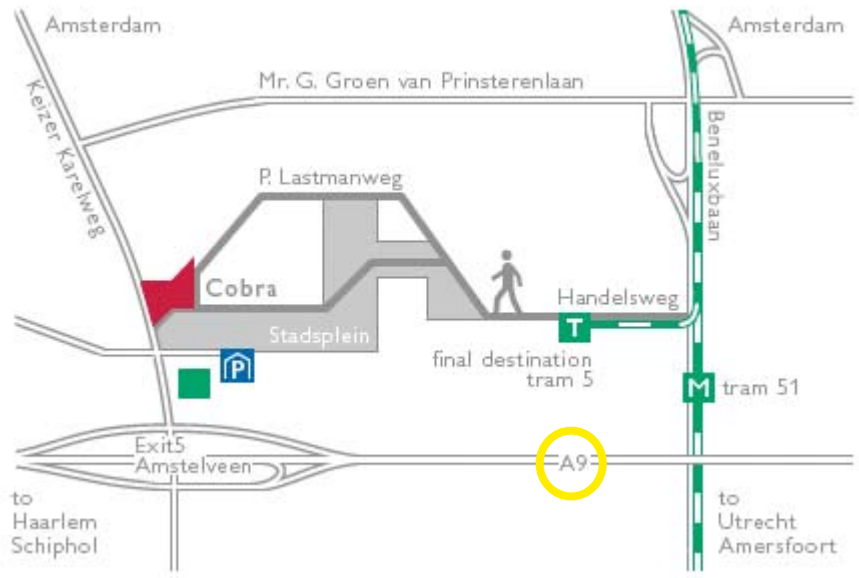 Amsterdam
Amsterdam
Mr. G. Groen van Prinsterenlaan
Keizer Karelweg
Beneluxbaan
P. Lastmanweg
Cobra
Handelsweg
T
Stadsplein
P
final destination
tram 5
M
tram 51
Exit5
Amstelveen
A9
to
Haarlem
Schiphol
to
Utrecht
Amersfoort